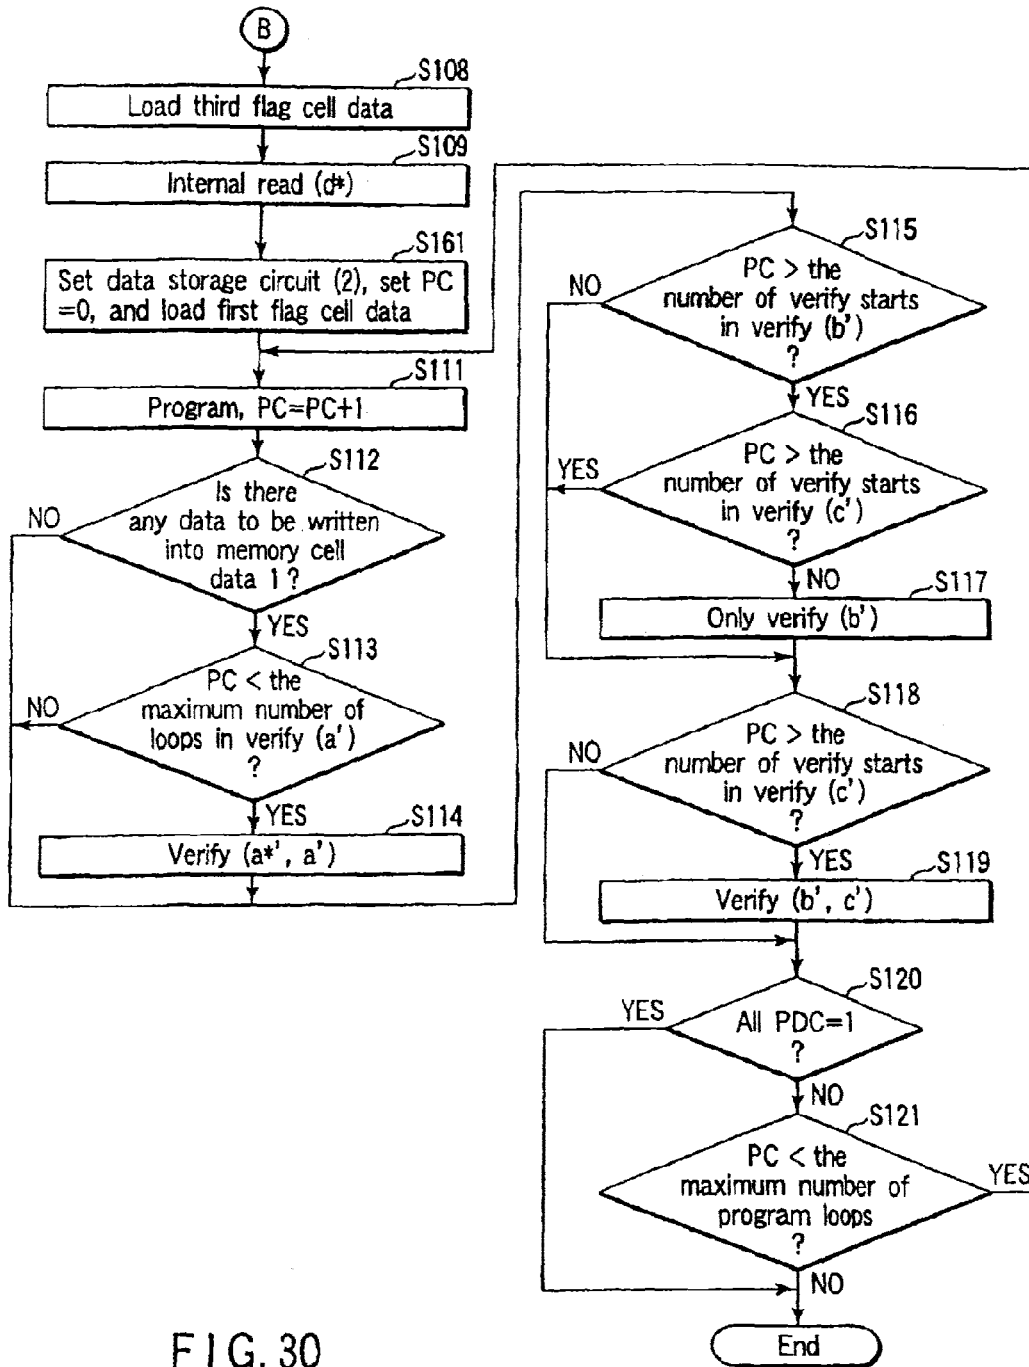 B
S108
Load third flag cell data
S109
Internal read (d*)
S161
Set data storage circuit (2), set PC
=0, and load first flag cell data
S111
Program, PC=PC+1
S112
Is there
any data to be written
into memory cell
data 1 ?
NO
YES
S113
PC < the
maximum number of
loops in verify (a')
?
NO
YES
S114
Verify (a*', a')
S115
PC > the
number of verify starts
in verify (b')
?
NO
YES
S116
PC > the
number of verify starts
in verify (c')
?
YES
NO
S117
Only verify (b')
S118
PC > the
number of verify starts
in verify (c')
?
NO
YES
S119
Verify (b', c')
S120
All PDC=1
?
YES
NO
S121
PC < the
maximum number of
program loops
?
YES
NO
End
FIG. 30